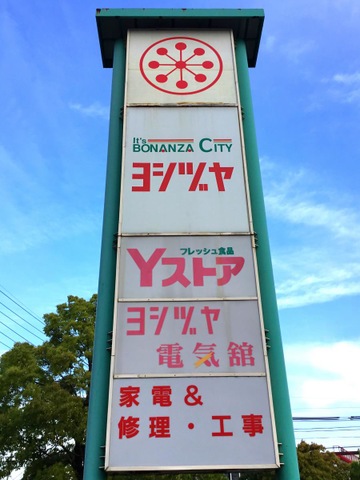 It's
BONANZA CITY
ヨシヅヤ
フレッシュ食品
Yストア
ヨシヅヤ
電気舘
家電&
修理・工事